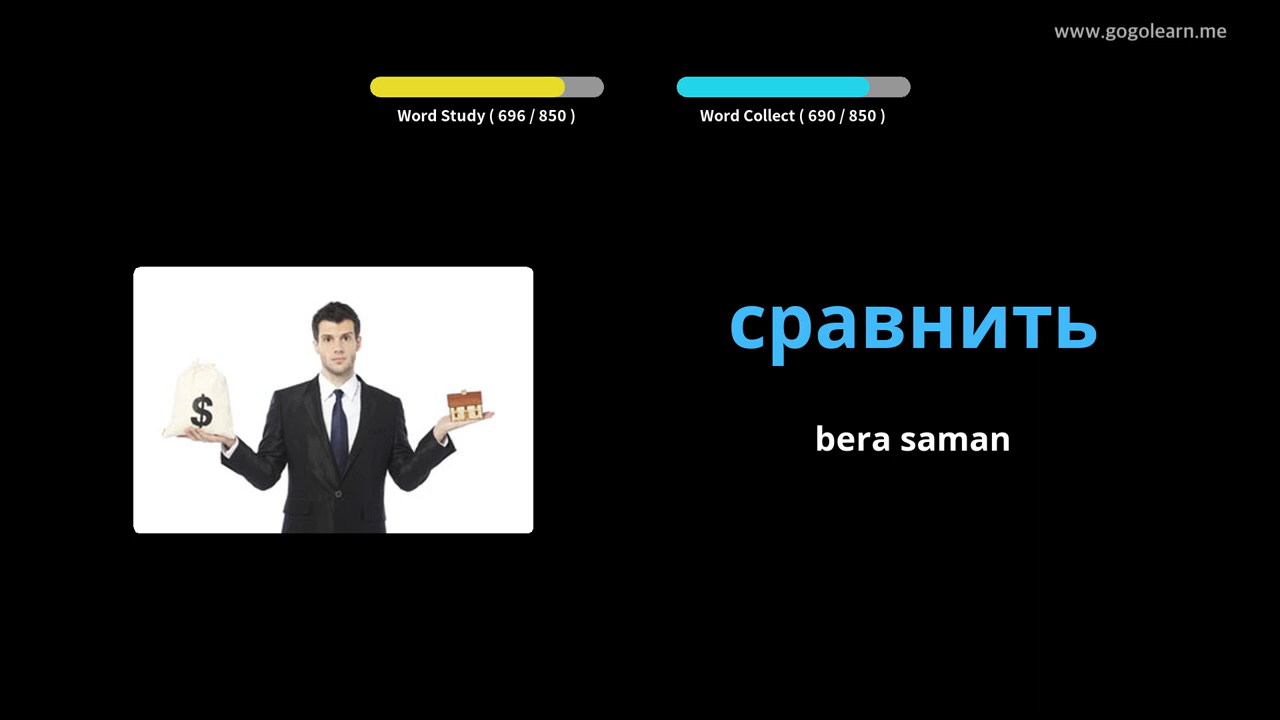 www.gogolearn.me
Word Study ( 696 / 850 )
Word Collect ( 690 / 850 )
$
сравнить
bera saman